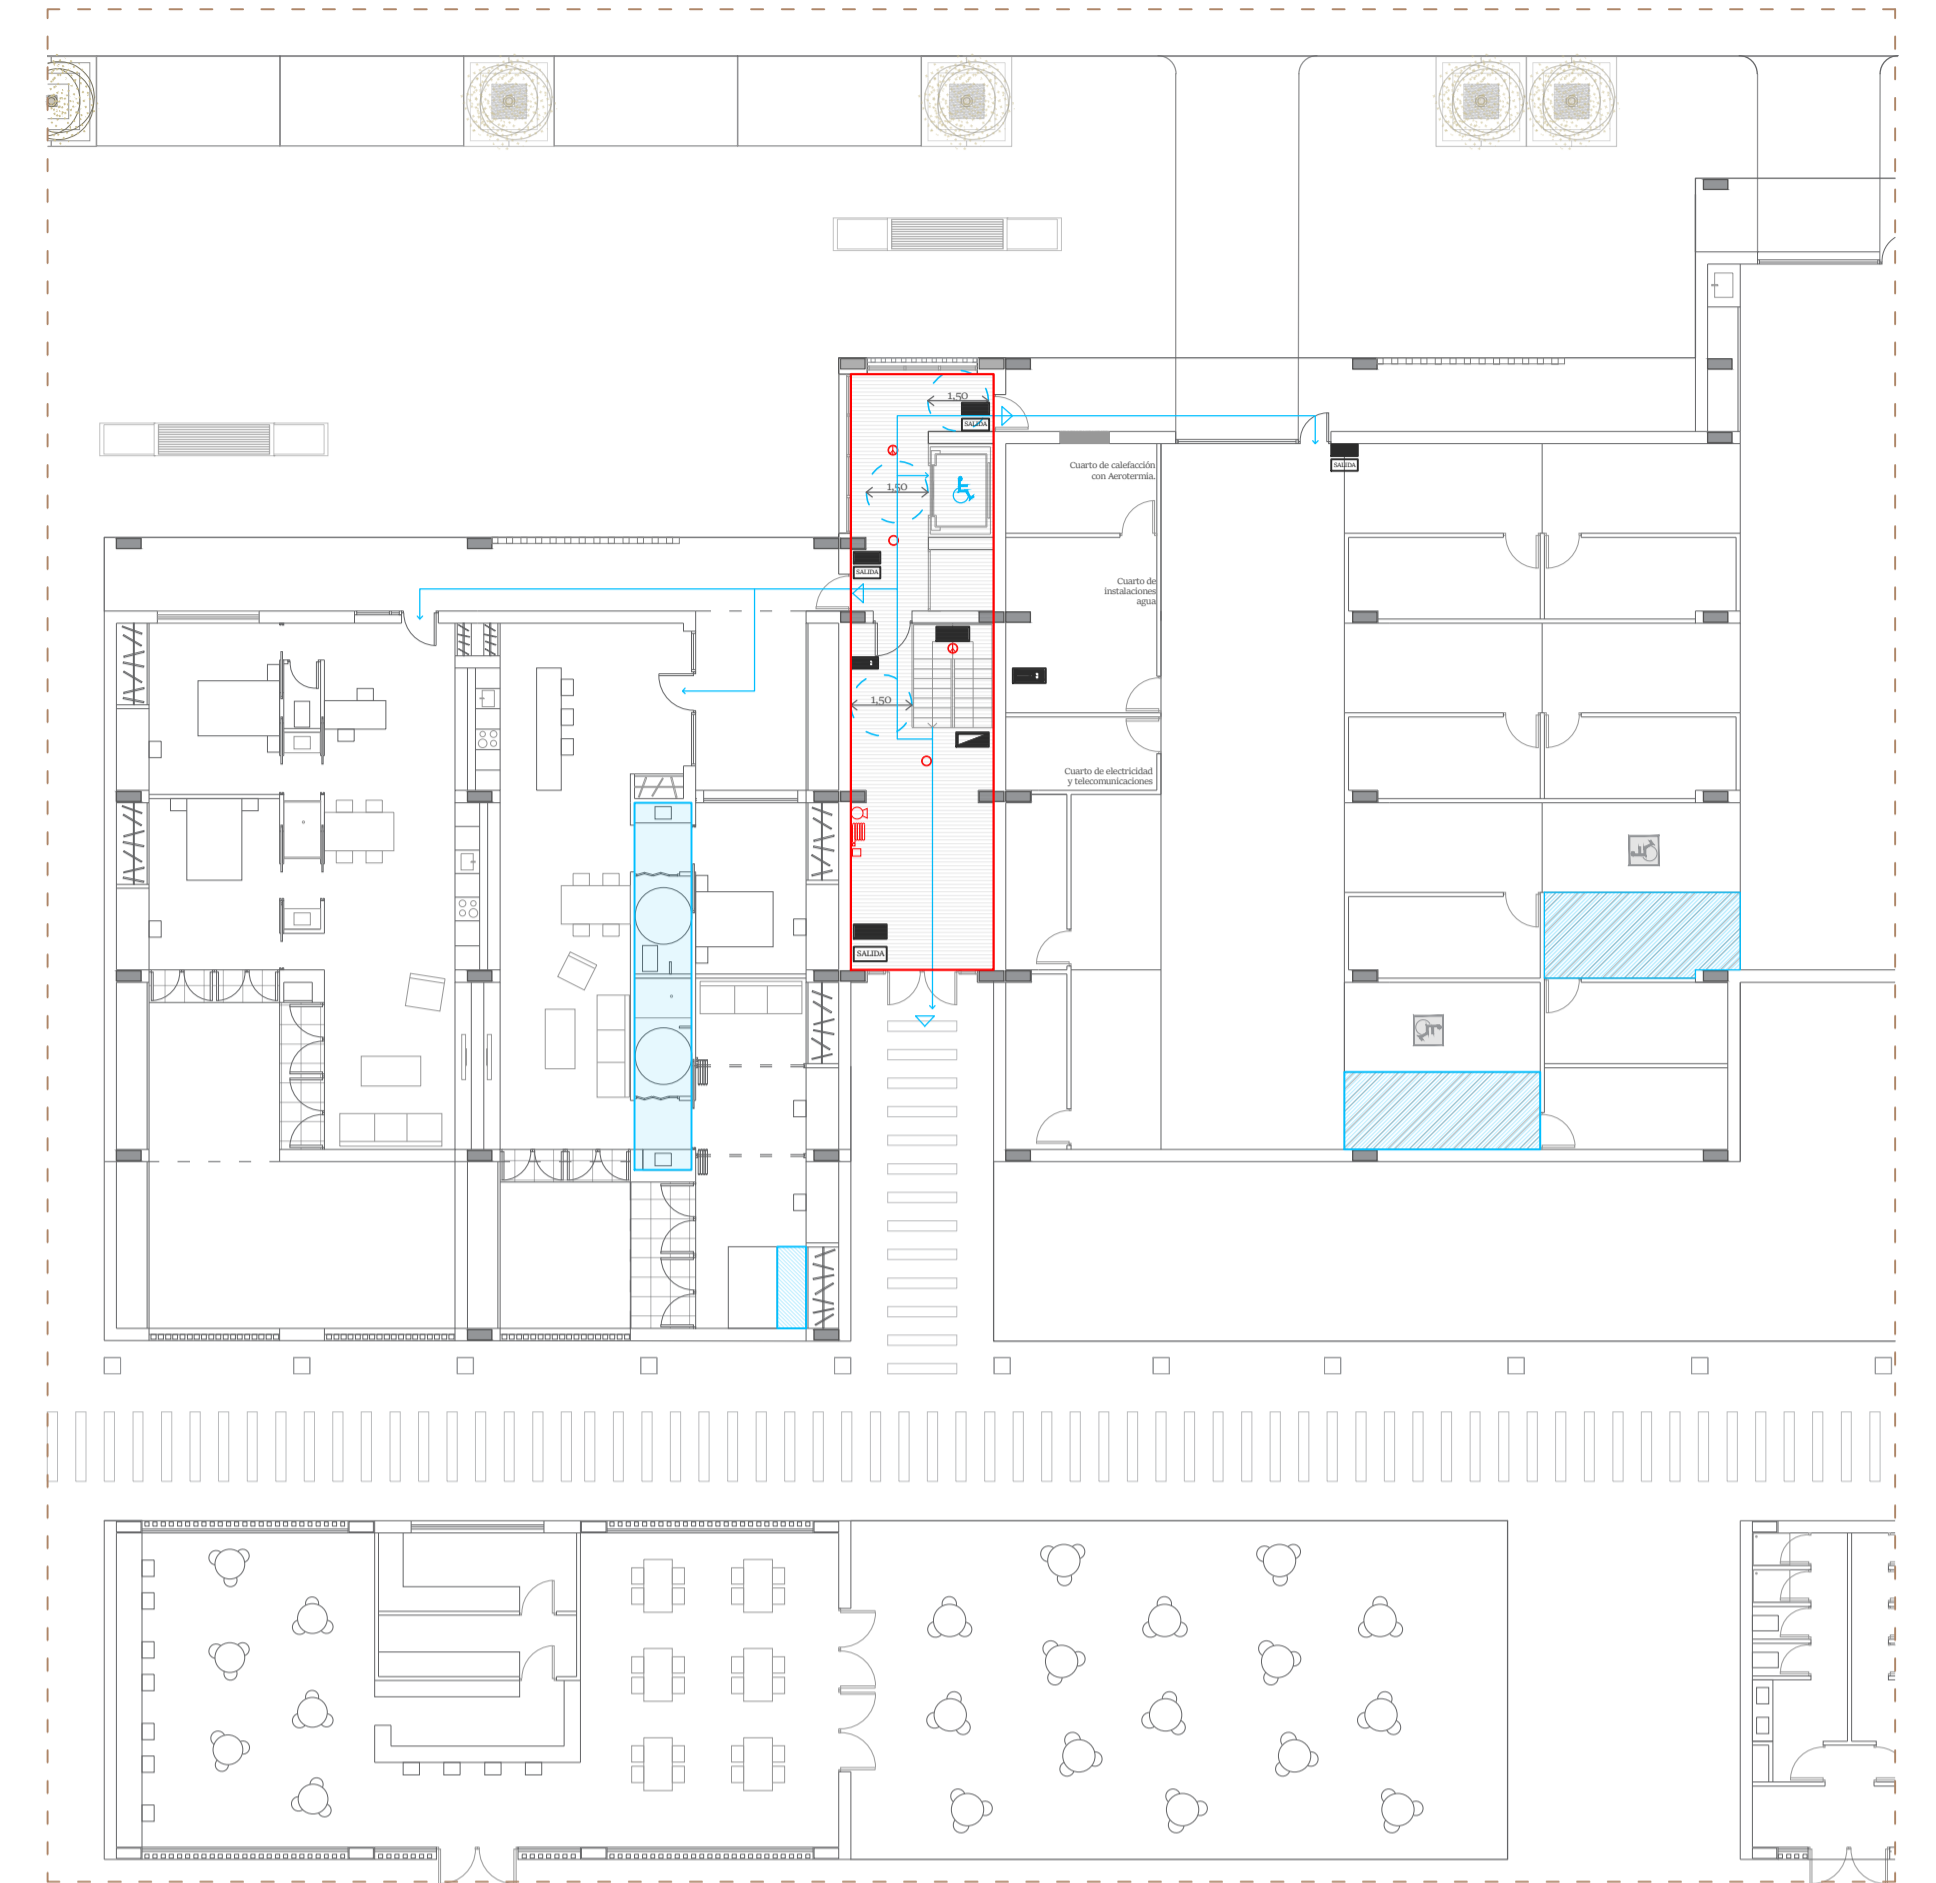 1,50
SALIDA
Cuarto de calefacción
con Aerotermia.
SALIDA
1,50
SALIDA
Cuarto de
instalaciones
agua
1,50
Cuarto de electricidad
y telecomunicaciones
SALIDA